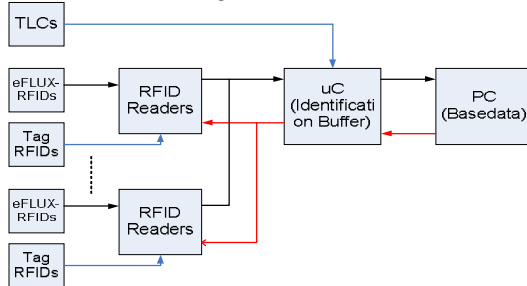 TLCs
eFLUX-
RFIDs
RFID
Readers
uC
(Identificati
on Buffer)
PC
(Basedata)
Tag
RFIDs
eFLUX-
RFIDs
RFID
Readers
Tag
RFIDs